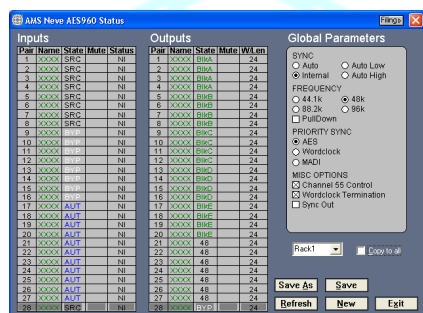 AMS Neve AES960 Status
Filing
Inputs
Pair Name State Mute Status
1 XXXX SRC NI
2 XXXX SRC NI
3 XXXX SRC NI
4 XXXX SRC NI
5 XXXX SRC NI
6 XXXX SRC NI
7 XXXX SRC NI
8 XXXX SRC NI
9 XXXX BYP NI
10 XXXX BYP NI
11 XXXX BYP NI
12 XXXX BYP NI
13 XXXX BYP NI
14 XXXX BYP NI
15 XXXX BYP NI
16 XXXX BYP NI
17 XXXX AUT NI
18 XXXX AUT NI
19 XXXX AUT NI
20 XXXX AUT NI
21 XXXX AUT NI
22 XXXX AUT NI
23 XXXX AUT NI
24 XXXX AUT NI
25 XXXX AUT NI
26 XXXX AUT NI
27 XXXX AUT NI
28 XXXX SRC NI
Outputs
Pair Name State Mute W/Len
1 XXXX BlkA 24
2 XXXX BlkA 24
3 XXXX BlkA 24
4 XXXX BlkA 24
5 XXXX BlkB 24
6 XXXX BlkB 24
7 XXXX BlkB 24
8 XXXX BlkB 24
9 XXXX BlkC 24
10 XXXX BlkC 24
11 XXXX BlkC 24
12 XXXX BlkC 24
13 XXXX BlkD 24
14 XXXX BlkD 24
15 XXXX BlkD 24
16 XXXX BlkD 24
17 XXXX BlkE 24
18 XXXX BlkE 24
19 XXXX BlkE 24
20 XXXX BlkE 24
21 XXXX 48 24
22 XXXX 48 24
23 XXXX 48 24
24 XXXX 48 24
25 XXXX 48 24
26 XXXX 48 24
27 XXXX 48 24
28 XXXX BYP 24
Global Parameters
SYNC
Auto Auto Low
Internal Auto High
FREQUENCY
44.1k 48k
88.2k 96k
PullDown
PRIORITY SYNC
AES
Wordclock
MADI
MISC OPTIONS
Channel 55 Control
Wordclock Termination
Sync Out
Rack1 Copy to all
Save As Save
Refresh New Exit